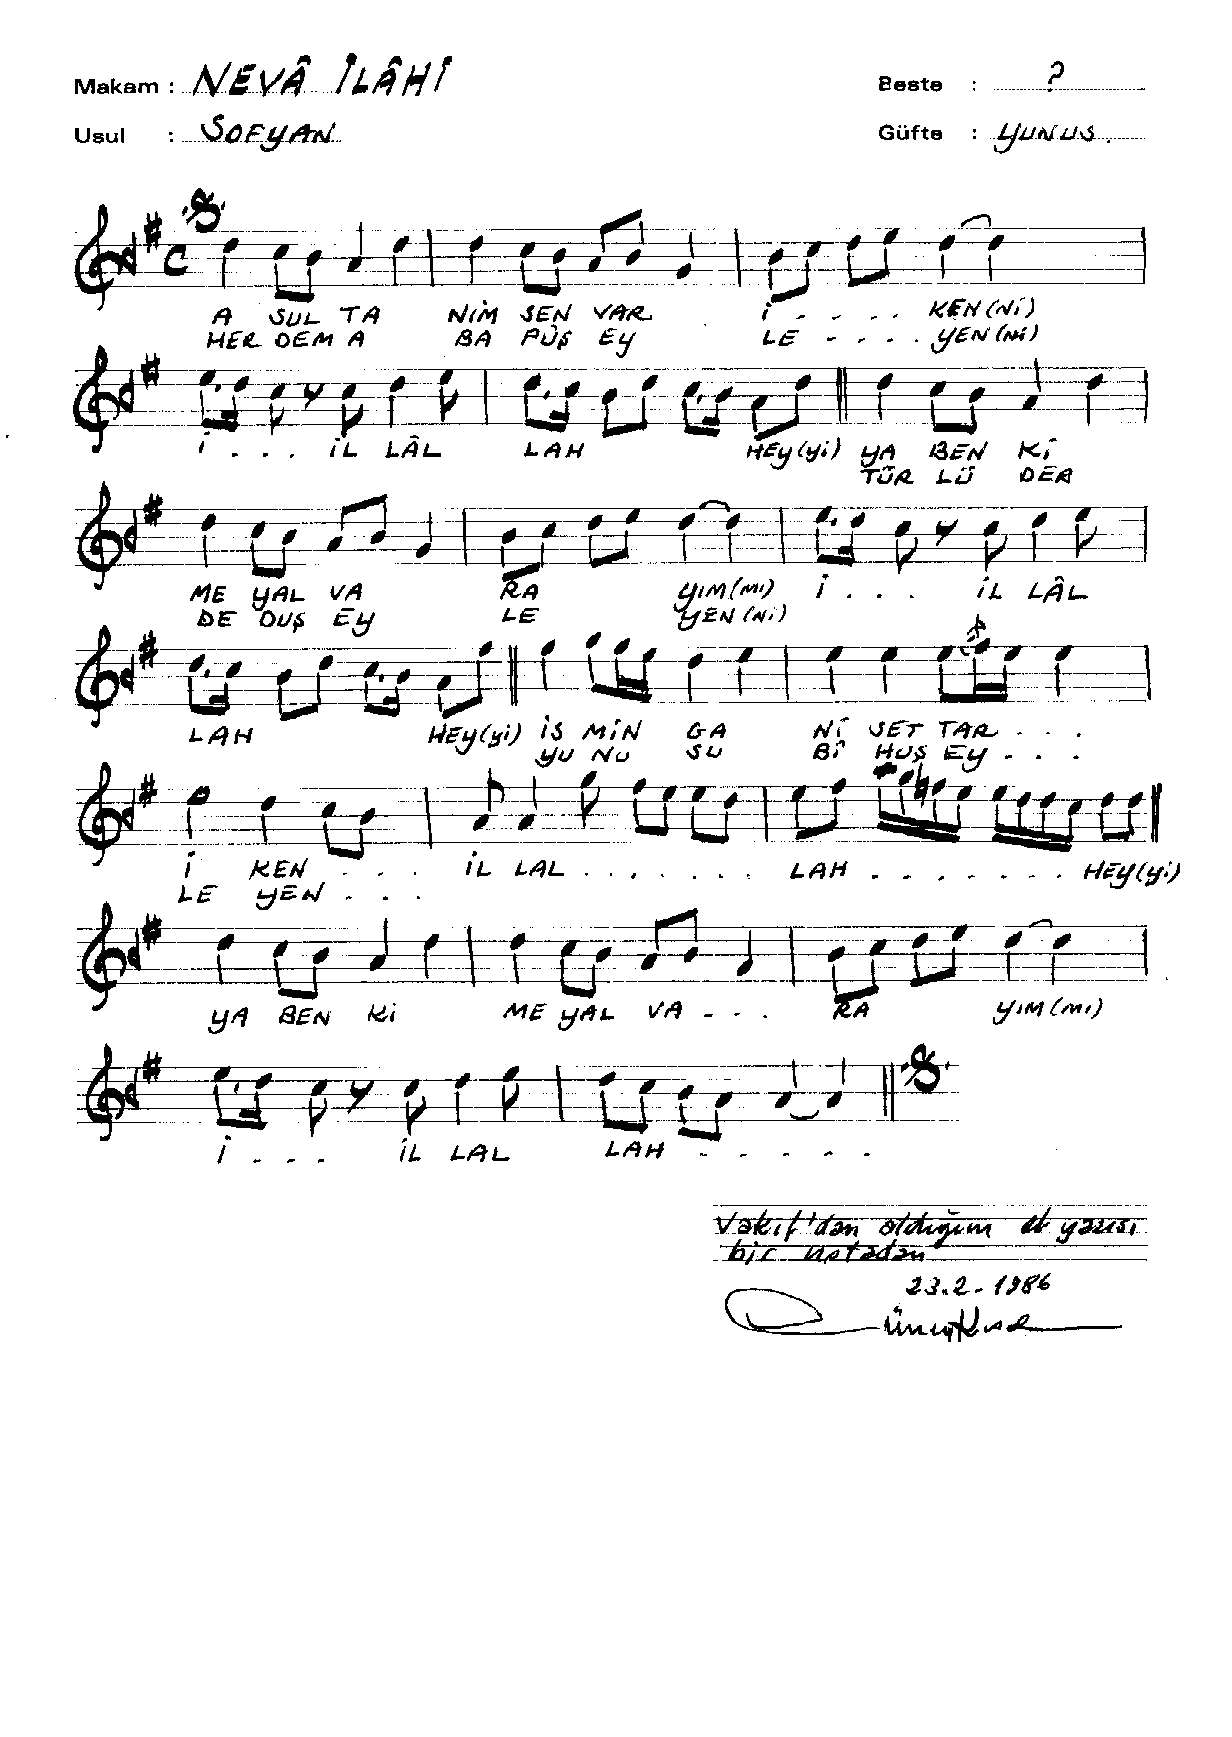 Makam : NEVÂ İLÂHİ Beste : ?
Usul : SOFYAN Güfte : YUNUS.
A SUL TA NİM SEN VAR İ - - - - KEN(Nİ)
HER DEM A BA PÛŞ EY LE - - - - YEN(Nİ)
İ . . . İL LÂL LAH HEY(Yİ) YA BEN Kİ
TÜR LÜ DER
ME YAL VA RA YIM(MI) İ . . . İL LÂL
DE DUŞ EY LE YEN(Nİ)
LAH HEY(Yİ) İS MİN GA Nİ SET TAR - - -
YU NU SU Bİ HUŞ EY - - -
İ KEN - - - İL LAL . . . . . . . LAH - - - - - - - HEY(Yİ)
LE YEN - - -
YA BEN Kİ ME YAL VA - - - RA YIM(MI)
İ - - - İL LAL LAH - - - - -
Vakıf'dan aldığım el yazısı
bir ustadan
23.2.1986